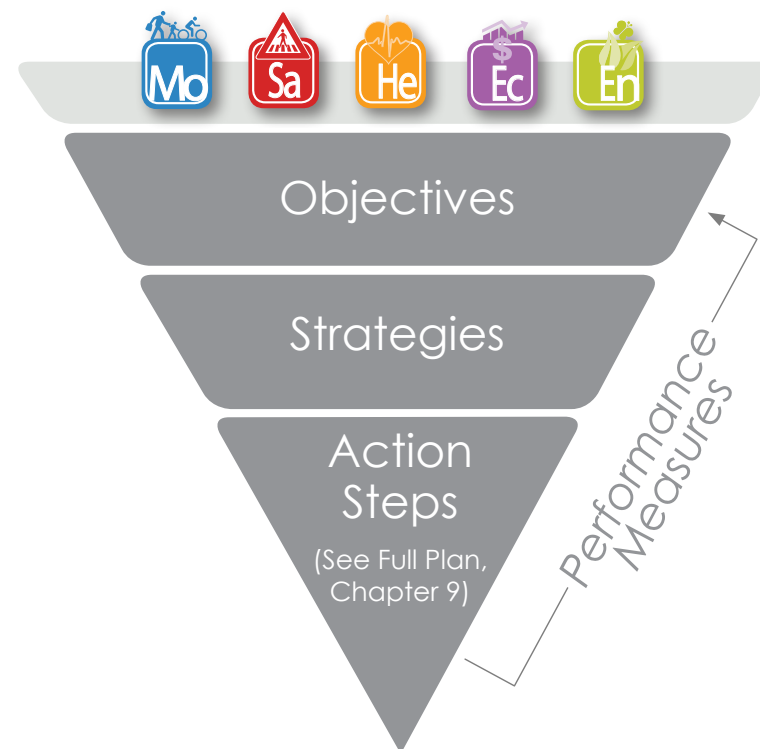 Mo Sa He Ec En
Objectives
Strategies
Action
Steps
(See Full Plan,
Chapter 9)
Performance
Measures